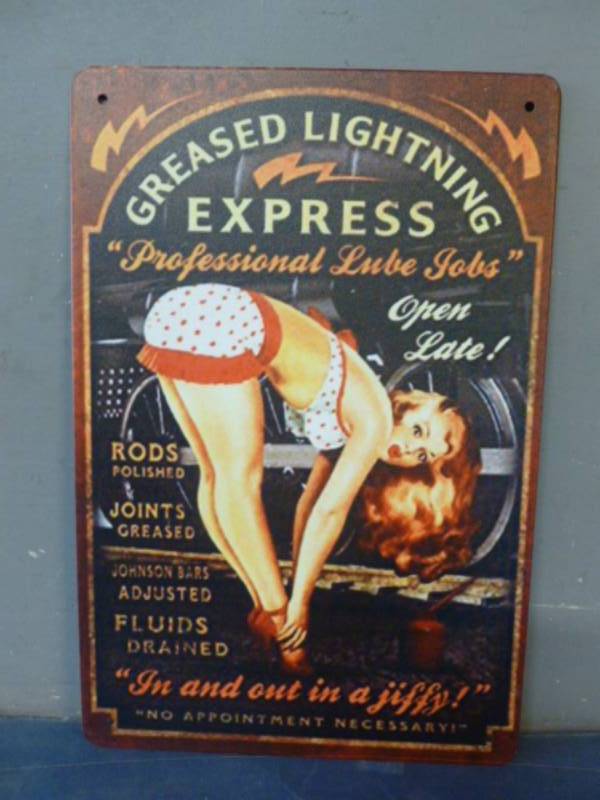 GREASED LIGHTNING
EXPRESS
"Professional Lube Jobs"
Open
Late!
RODS
POLISHED
JOINTS
GREASED
JOHNSON BARS
ADJUSTED
FLUIDS
DRAINED
"In and out in a jiffy!"
"NO APPOINTMENT NECESSARY!"